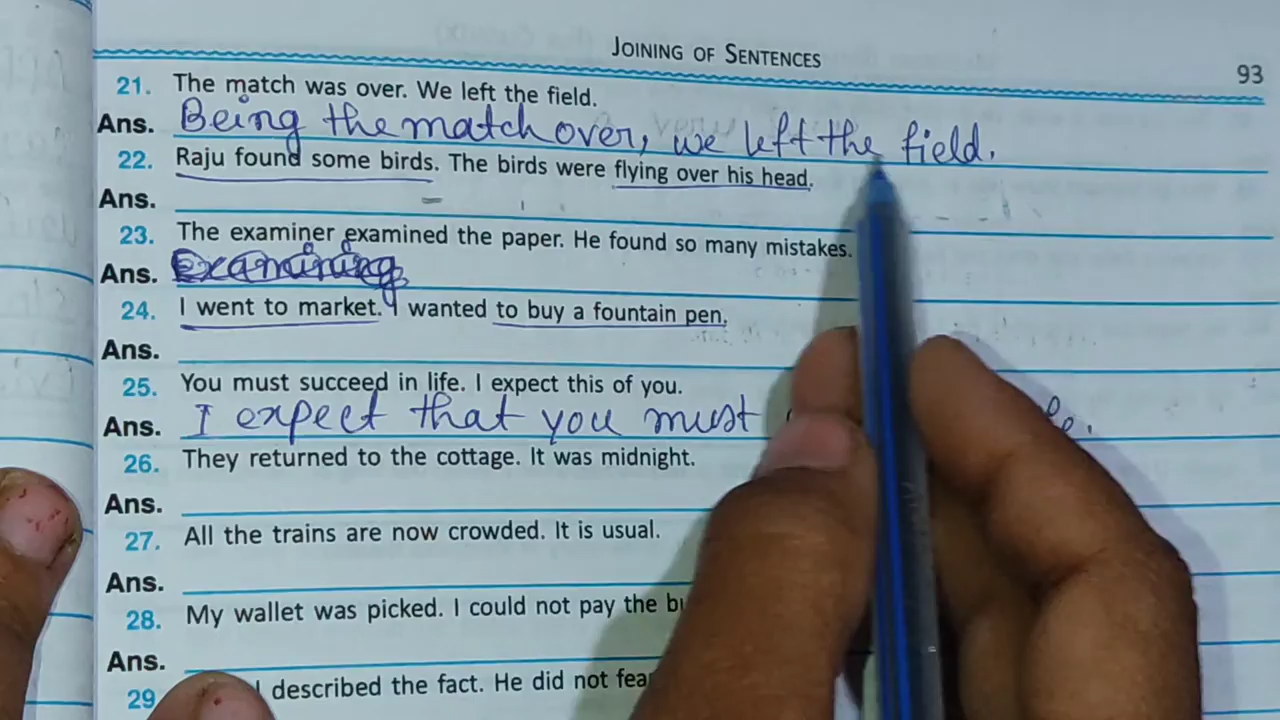 JOINING OF SENTENCES
93
21. The match was over. We left the field.
Ans. Being the match over, we left the field.
22. Raju found some birds. The birds were flying over his head.
Ans.
23. The examiner examined the paper. He found so many mistakes.
Ans. Examining
24. I went to market. I wanted to buy a fountain pen.
Ans.
25. You must succeed in life. I expect this of you.
Ans. I expect that you must
26. They returned to the cottage. It was midnight.
Ans.
27. All the trains are now crowded. It is usual.
Ans.
28. My wallet was picked. I could not pay the
Ans.
29 described the fact. He did not